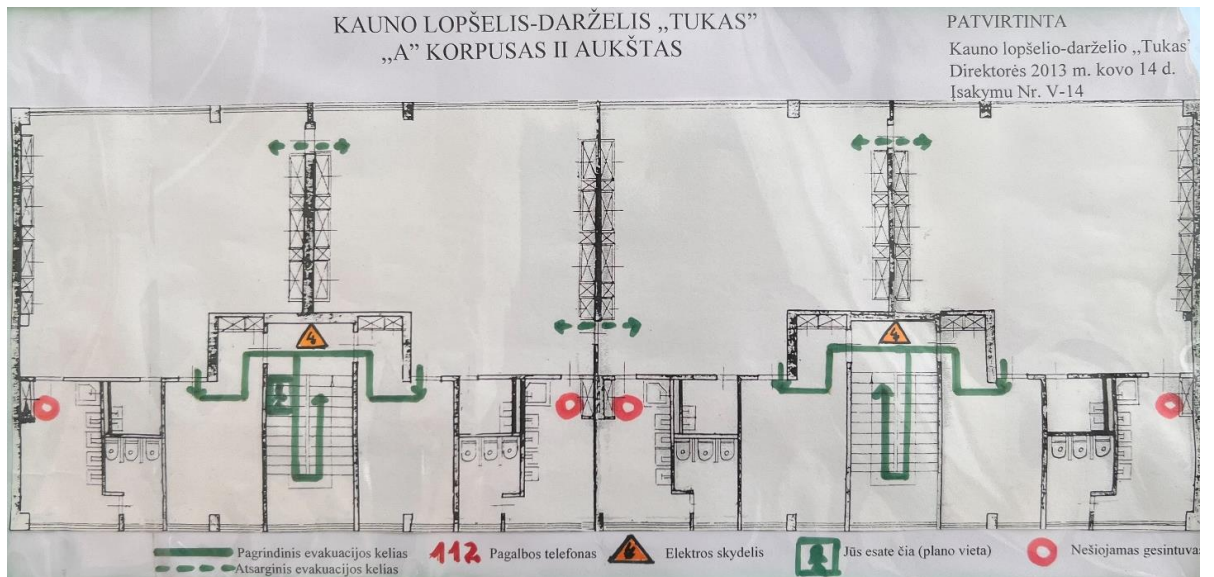 KAUNO LOPŠELIS-DARŽELIS „TUKAS”
„A” KORPUSAS II AUKŠTAS
PATVIRTINTA
Kauno lopšelio-darželio „Tukas"
Direktorės 2013 m. kovo 14 d.
Įsakymu Nr. V-14
Pagrindinis evakuacijos kelias
Atsarginis evakuacijos kelias
112 Pagalbos telefonas
Elektros skydelis
Jūs esate čia (plano vieta)
Nešiojamas gesintuvas